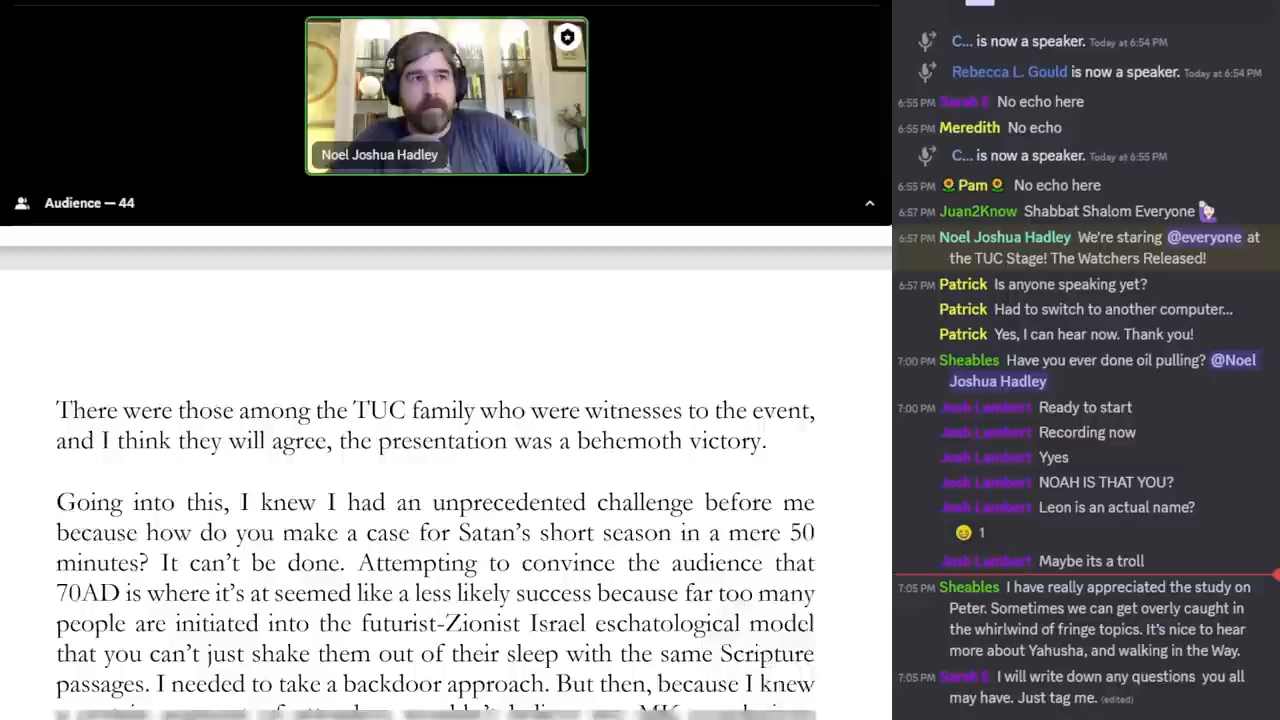 Noel Joshua Hadley
Audience — 44
There were those among the TUC family who were witnesses to the event,
and I think they will agree, the presentation was a behemoth victory.
Going into this, I knew I had an unprecedented challenge before me
because how do you make a case for Satan's short season in a mere 50
minutes? It can't be done. Attempting to convince the audience that
70AD is where it's at seemed like a less likely success because far too many
people are initiated into the futurist-Zionist Israel eschatological model
that you can't just shake them out of their sleep with the same Scripture
passages. I needed to take a backdoor approach. But then, because I knew
C... is now a speaker. Today at 6:54 PM
Rebecca L. Gould is now a speaker. Today at 6:54 PM
6:55 PM Sarah E No echo here
6:55 PM Meredith No echo
C... is now a speaker. Today at 6:55 PM
6:55 PM Pam No echo here
6:57 PM Juan2Know Shabbat Shalom Everyone
6:57 PM Noel Joshua Hadley We're staring @everyone at
the TUC Stage! The Watchers Released!
6:57 PM Patrick Is anyone speaking yet?
Patrick Had to switch to another computer...
Patrick Yes, I can hear now. Thank you!
7:00 PM Sheables Have you ever done oil pulling? @Noel
Joshua Hadley
7:00 PM Josh Lambert Ready to start
Josh Lambert Recording now
Josh Lambert Yyes
Josh Lambert NOAH IS THAT YOU?
Josh Lambert Leon is an actual name?
1
Josh Lambert Maybe its a troll
7:05 PM Sheables I have really appreciated the study on
Peter. Sometimes we can get overly caught in
the whirlwind of fringe topics. It's nice to hear
more about Yahusha, and walking in the Way.
7:05 PM Sarah E I will write down any questions you all
may have. Just tag me. (edited)